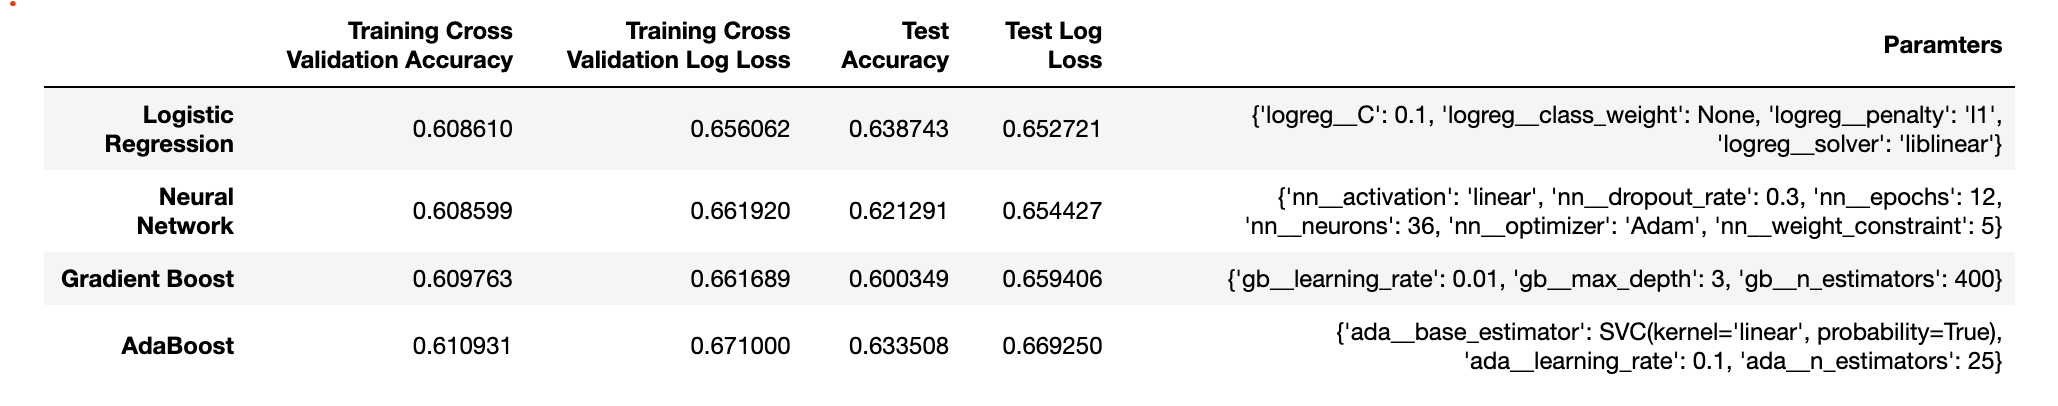 Training Cross Validation Accuracy Training Cross Validation Log Loss Test Accuracy Test Log Loss Paramters
Logistic Regression 0.608610 0.656062 0.638743 0.652721 {'logreg__C': 0.1, 'logreg__class_weight': None, 'logreg__penalty': 'l1', 'logreg__solver': 'liblinear'}
Neural Network 0.608599 0.661920 0.621291 0.654427 {'nn__activation': 'linear', 'nn__dropout_rate': 0.3, 'nn__epochs': 12, 'nn__neurons': 36, 'nn__optimizer': 'Adam', 'nn__weight_constraint': 5}
Gradient Boost 0.609763 0.661689 0.600349 0.659406 {'gb__learning_rate': 0.01, 'gb__max_depth': 3, 'gb__n_estimators': 400}
AdaBoost 0.610931 0.671000 0.633508 0.669250 {'ada__base_estimator': SVC(kernel='linear', probability=True), 'ada__learning_rate': 0.1, 'ada__n_estimators': 25}